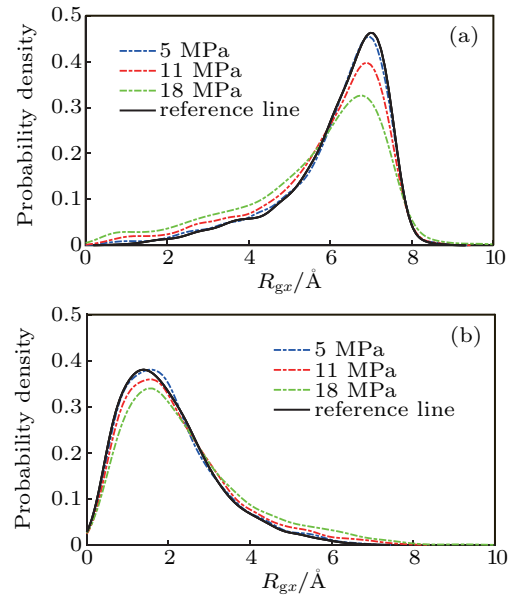 (a)
5 MPa
11 MPa
18 MPa
reference line
Probability density
0.5
0.4
0.3
0.2
0.1
0
0 2 4 6 8 10
Rgx/Å
(b)
5 MPa
11 MPa
18 MPa
reference line
Probability density
0.5
0.4
0.3
0.2
0.1
0
0 2 4 6 8 10
Rgx/Å